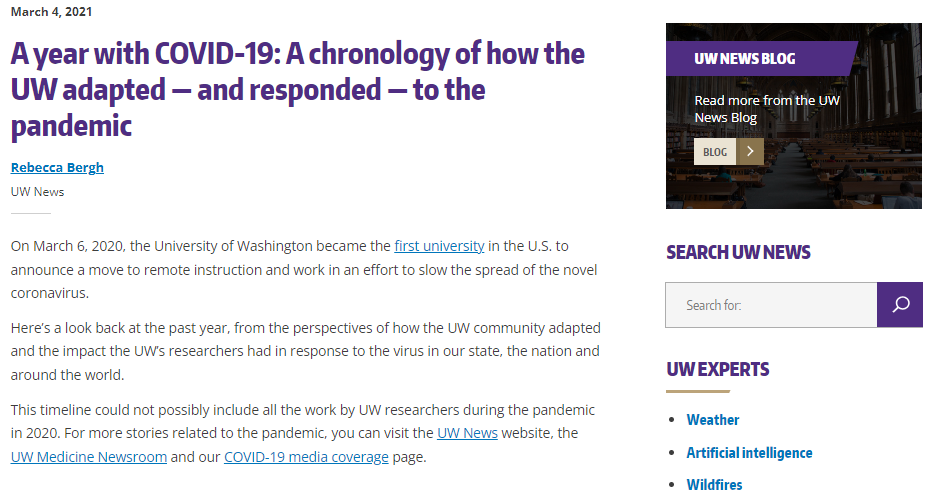 March 4, 2021
A year with COVID-19: A chronology of how the
UW adapted — and responded — to the
pandemic
Rebecca Bergh
UW News
On March 6, 2020, the University of Washington became the first university in the U.S. to
announce a move to remote instruction and work in an effort to slow the spread of the novel
coronavirus.
Here’s a look back at the past year, from the perspectives of how the UW community adapted
and the impact the UW’s researchers had in response to the virus in our state, the nation and
around the world.
This timeline could not possibly include all the work by UW researchers during the pandemic
in 2020. For more stories related to the pandemic, you can visit the UW News website, the
UW Medicine Newsroom and our COVID-19 media coverage page.
UW NEWS BLOG
Read more from the UW
News Blog
BLOG
SEARCH UW NEWS
Search for:
UW EXPERTS
Weather
Artificial intelligence
Wildfires